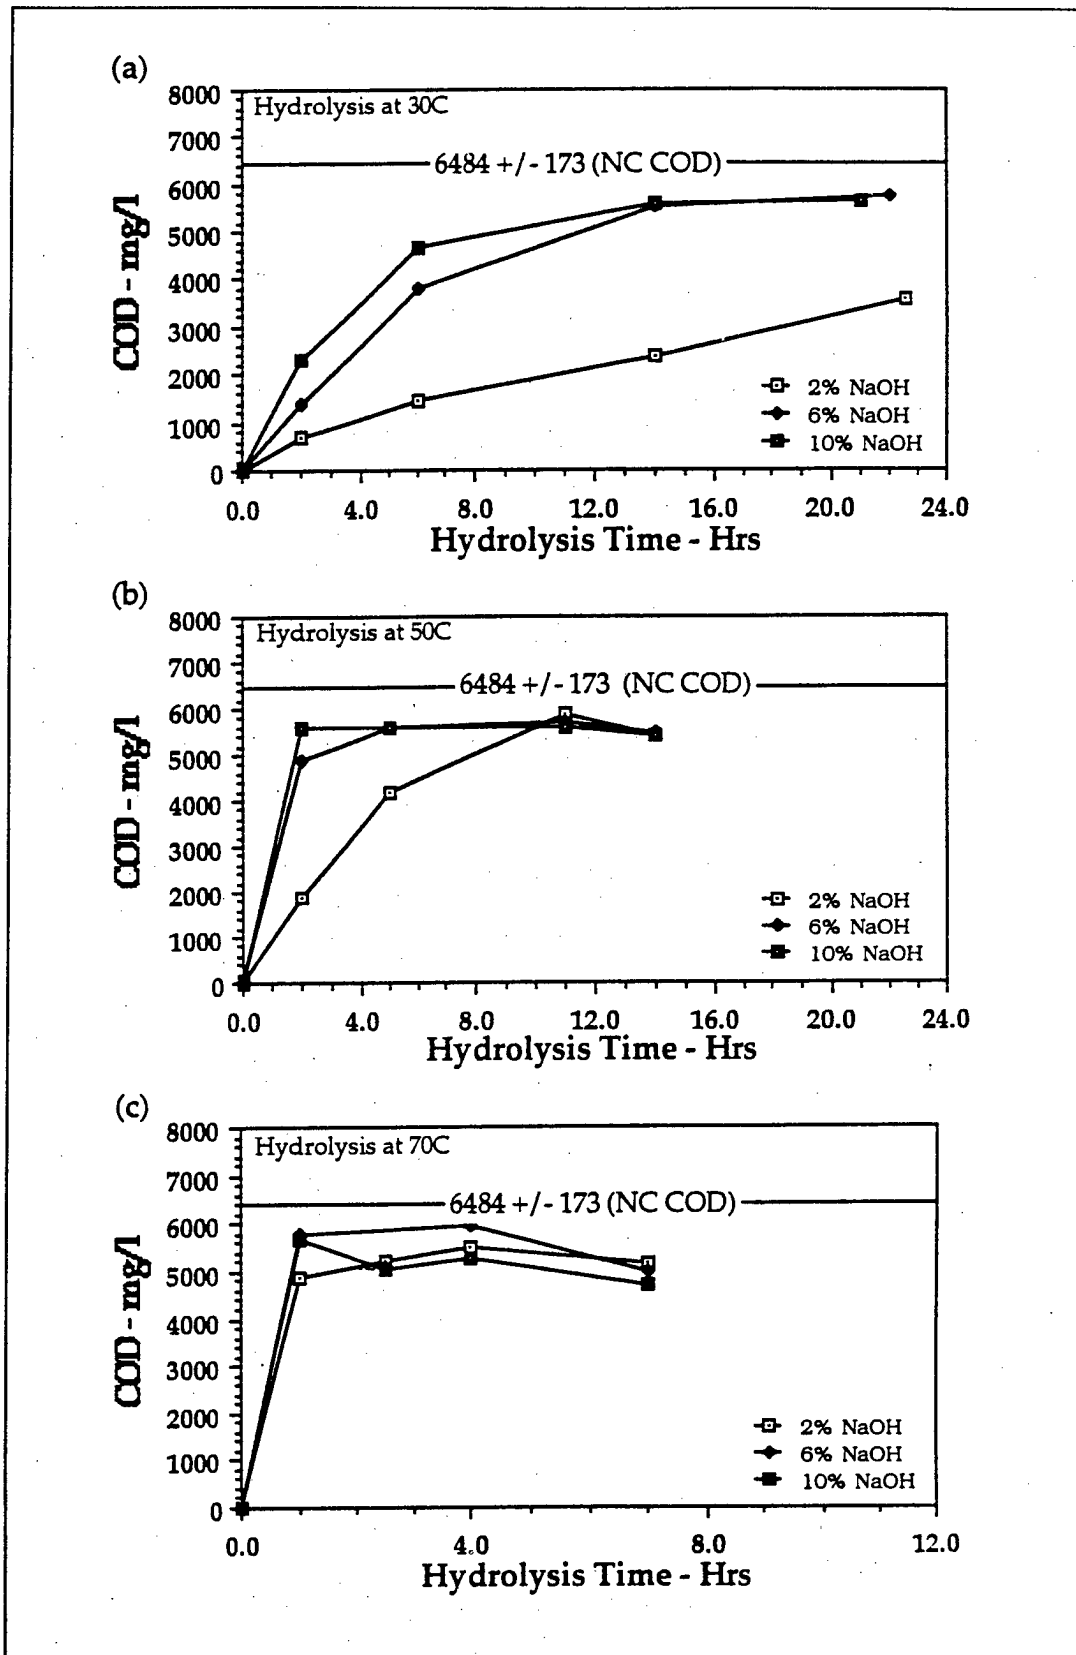 (a)
8000
7000
6000
5000
4000
3000
2000
1000
0
Hydrolysis at 30C
6484 +/- 173 (NC COD)
COD - mg/l
2% NaOH
6% NaOH
10% NaOH
0.0 4.0 8.0 12.0 16.0 20.0 24.0
Hydrolysis Time - Hrs
(b)
8000
7000
6000
5000
4000
3000
2000
1000
0
Hydrolysis at 50C
6484 +/- 173 (NC COD)
COD - mg/l
2% NaOH
6% NaOH
10% NaOH
0.0 4.0 8.0 12.0 16.0 20.0 24.0
Hydrolysis Time - Hrs
(c)
8000
7000
6000
5000
4000
3000
2000
1000
0
Hydrolysis at 70C
6484 +/- 173 (NC COD)
COD - mg/l
2% NaOH
6% NaOH
10% NaOH
0.0 4.0 8.0 12.0
Hydrolysis Time - Hrs